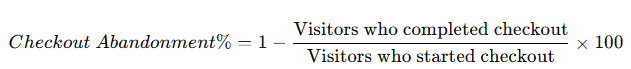 Checkout Abandonment% = 1 − Visitors who completed checkout / Visitors who started checkout × 100